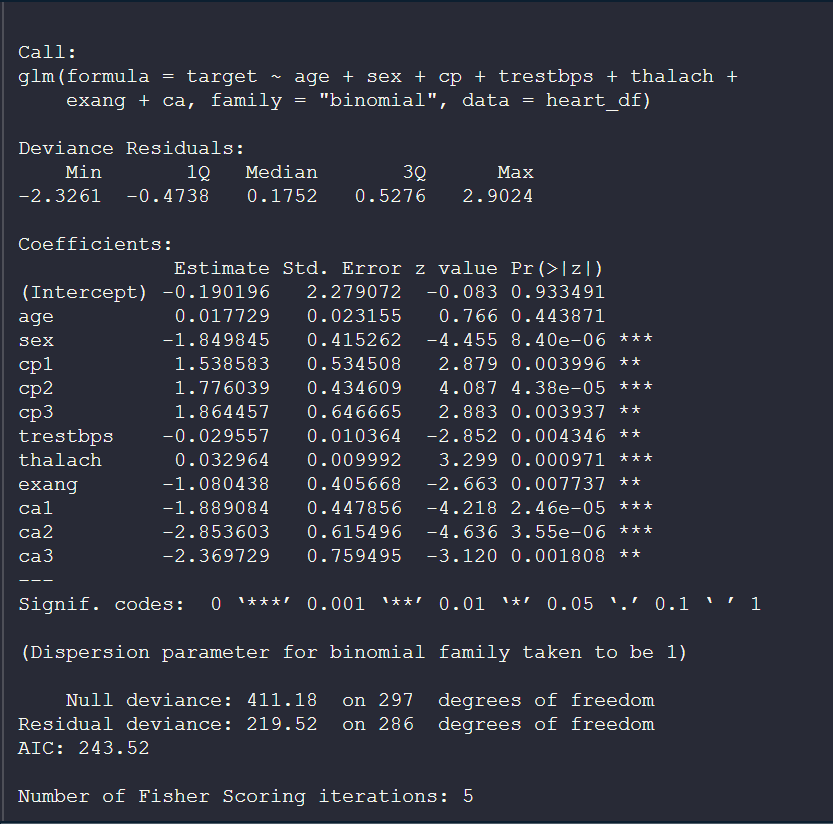 Call:
glm(formula = target ~ age + sex + cp + trestbps + thalach +
    exang + ca, family = "binomial", data = heart_df)
Deviance Residuals:
    Min       1Q   Median       3Q      Max
-2.3261  -0.4738   0.1752   0.5276   2.9024
Coefficients:
             Estimate Std. Error z value Pr(>|z|)
(Intercept) -0.190196   2.279072  -0.083 0.933491
age          0.017729   0.023155   0.766 0.443871
sex         -1.849845   0.415262  -4.455 8.40e-06 ***
cp1          1.538583   0.534508   2.879 0.003996 **
cp2          1.776039   0.434609   4.087 4.38e-05 ***
cp3          1.864457   0.646665   2.883 0.003937 **
trestbps    -0.029557   0.010364  -2.852 0.004346 **
thalach      0.032964   0.009992   3.299 0.000971 ***
exang       -1.080438   0.405668  -2.663 0.007737 **
ca1         -1.889084   0.447856  -4.218 2.46e-05 ***
ca2         -2.853603   0.615496  -4.636 3.55e-06 ***
ca3         -2.369729   0.759495  -3.120 0.001808 **
---
Signif. codes:  0 ‘***’ 0.001 ‘**’ 0.01 ‘*’ 0.05 ‘.’ 0.1 ‘ ’ 1
(Dispersion parameter for binomial family taken to be 1)
    Null deviance: 411.18  on 297  degrees of freedom
Residual deviance: 219.52  on 286  degrees of freedom
AIC: 243.52
Number of Fisher Scoring iterations: 5